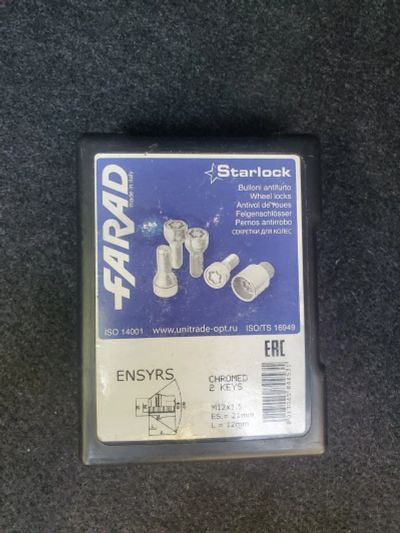 FARAD
made in Italy
Starlock
Bulloni antifurto
Wheel locks
Antivol de roues
Felgenschlösser
Pernos antirrobo
СЕКРЕТКИ ДЛЯ КОЛЕС
ISO 14001
www.unitrade-opt.ru
ISO/TS 16949
EAC
ENSYRS
CHROMED
2 KEYS
M12x1.5
ES.= 21mm
L = 12mm